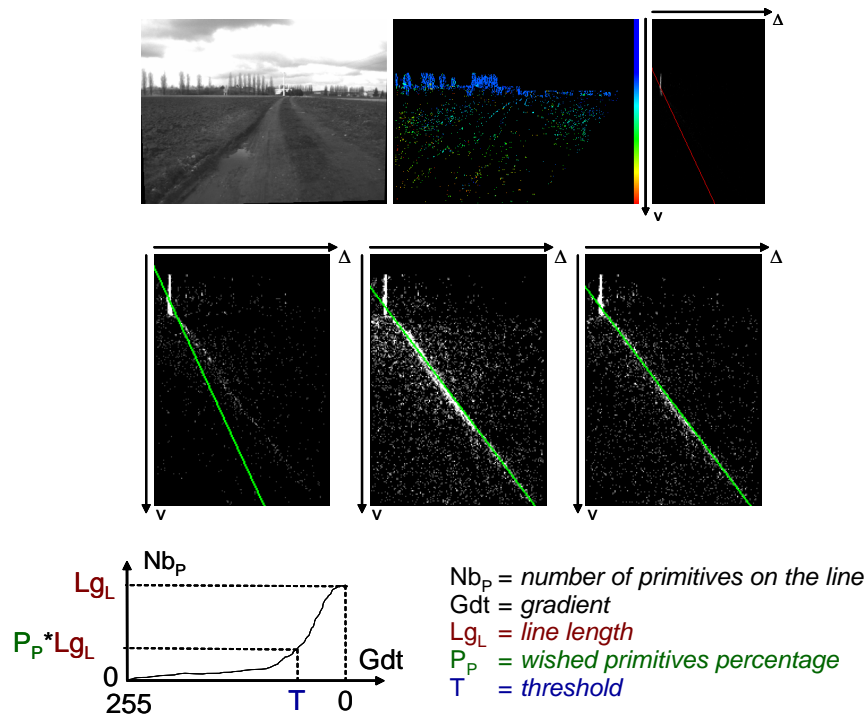 Δ
v
Δ
Δ
Δ
v
v
v
Nb_P
Lg_L
P_P*Lg_L
0
Gdt
255
T
0
Nb_P = number of primitives on the line
Gdt = gradient
Lg_L = line length
P_P = wished primitives percentage
T = threshold